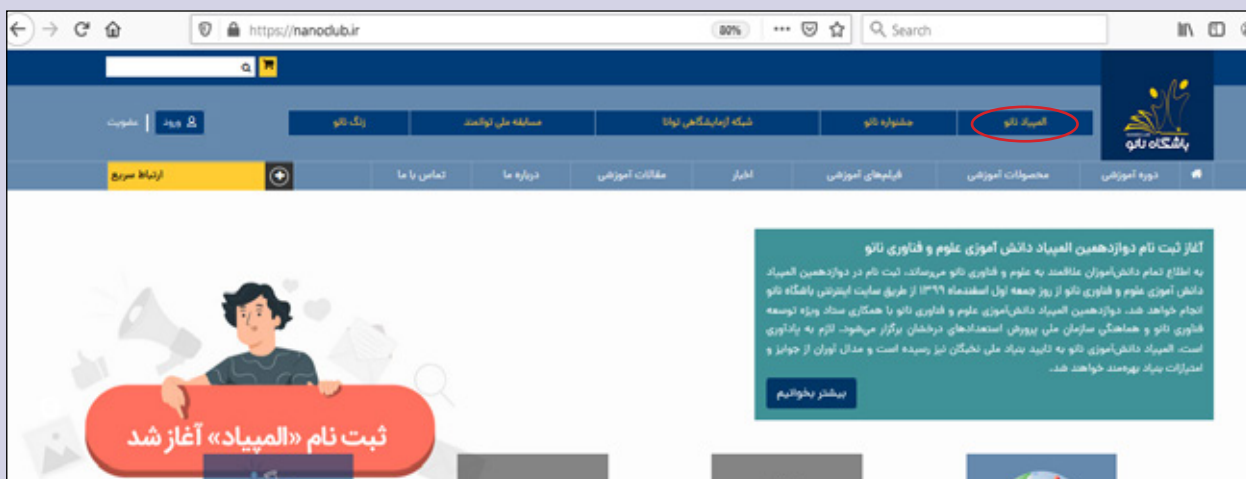 https://nanoclub.ir
80%
Search
ورود | عضویت
المپیاد نانو
جشنواره نانو
شبکه آزمایشگاهی توانا
مسابقه ملی توانمند
زنگ نانو
باشگاه نانو
دوره آموزشی
محصولات آموزشی
فیلم‌های آموزشی
اخبار
مقالات آموزشی
درباره ما
تماس با ما
ارتباط سریع
آغاز ثبت نام دوازدهمین المپیاد دانش آموزی علوم و فناوری نانو
به اطلاع تمام دانش‌آموزان علاقمند به علوم و فناوری نانو می‌رساند، ثبت نام در دوازدهمین المپیاد
دانش آموزی علوم و فناوری نانو از روز جمعه اول اسفندماه ۱۳۹۹ از طریق سایت اینترنتی باشگاه نانو
انجام خواهد شد. دوازدهمین المپیاد دانش‌آموزی علوم و فناوری نانو با همکاری ستاد ویژه توسعه
فناوری نانو و هماهنگی سازمان ملی پرورش استعدادهای درخشان برگزار می‌شود. لازم به یادآوری
است، المپیاد دانش‌آموزی نانو به تایید بنیاد ملی نخبگان نیز رسیده است و مدال آوران از جوایز و
امتیازات بنیاد بهره‌مند خواهند شد.
بیشتر بخوانیم
ثبت نام «المپیاد» آغاز شد